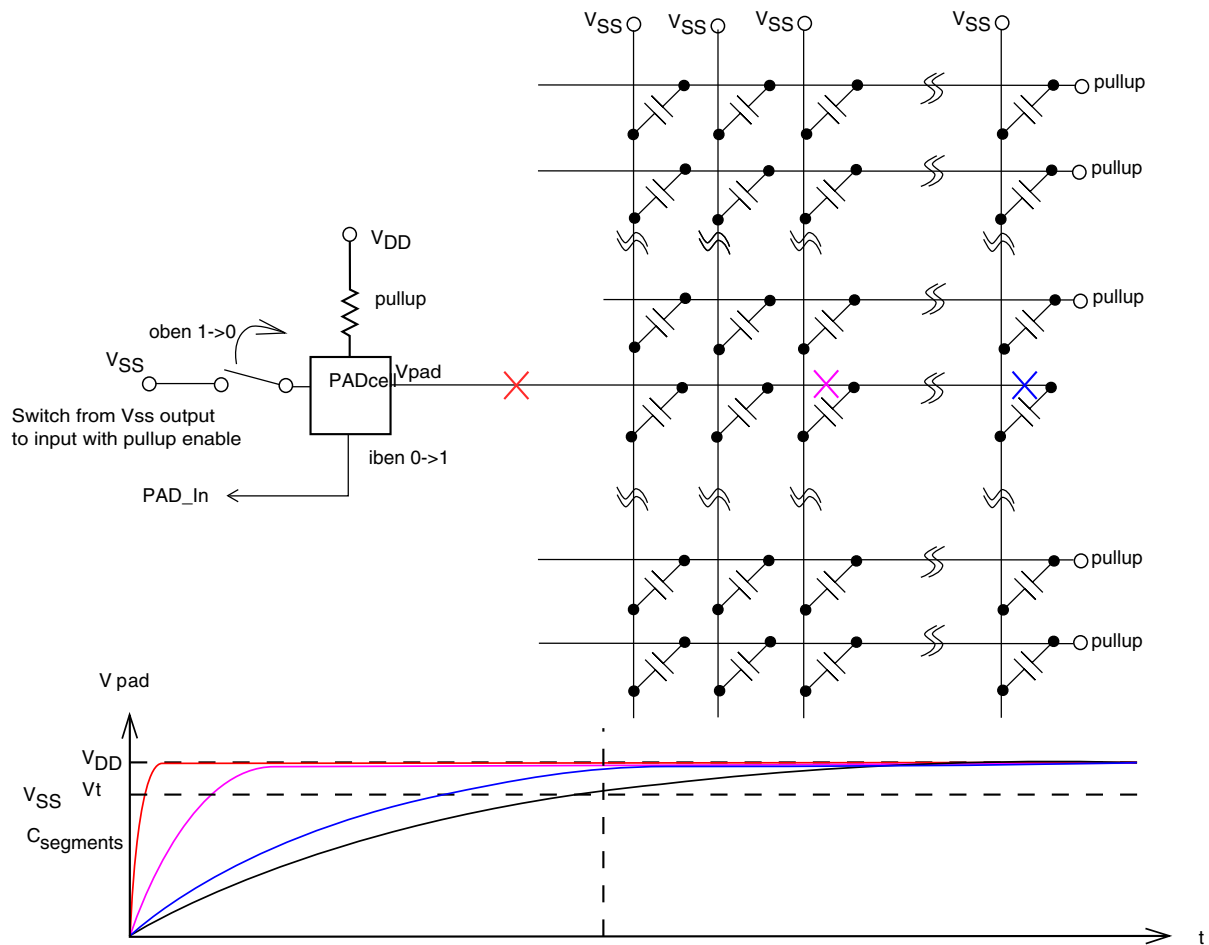 VSS VSS VSS VSS
pullup
pullup
VDD
pullup
pullup
oben 1->0
VSS
PADcell Vpad
Switch from Vss output
to input with pullup enable
iben 0->1
PAD_In
pullup
pullup
V pad
VDD
VSS Vt
Csegments
t